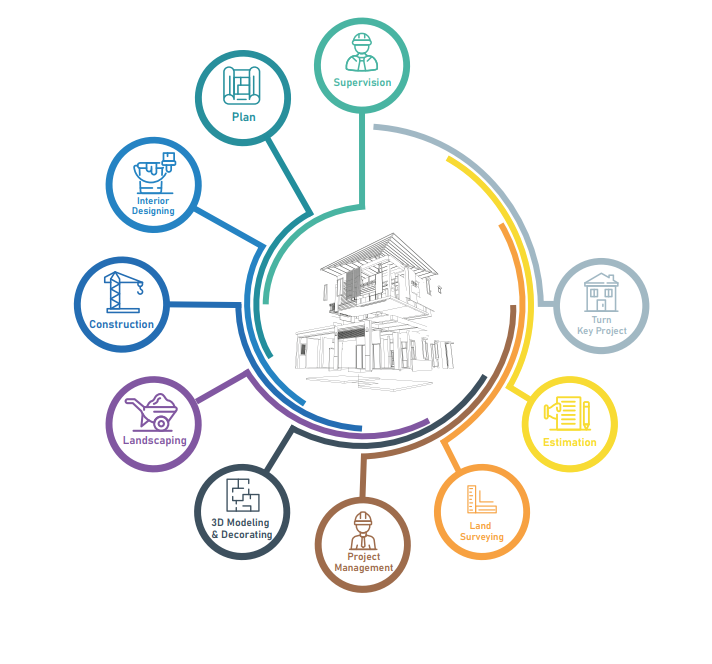 Supervision
Plan
Interior
Designing
Construction
Landscaping
3D Modeling
& Decorating
Project
Management
Land
Surveying
Estimation
Turn
Key Project